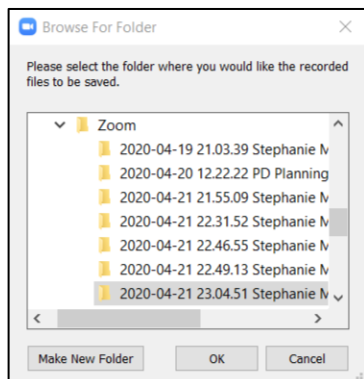 Browse For Folder
Please select the folder where you would like the recorded
files to be saved.
Zoom
2020-04-19 21.03.39 Stephanie M
2020-04-20 12.22.22 PD Planning
2020-04-21 21.55.09 Stephanie M
2020-04-21 22.31.52 Stephanie M
2020-04-21 22.46.55 Stephanie M
2020-04-21 22.49.13 Stephanie M
2020-04-21 23.04.51 Stephanie M
Make New Folder OK Cancel